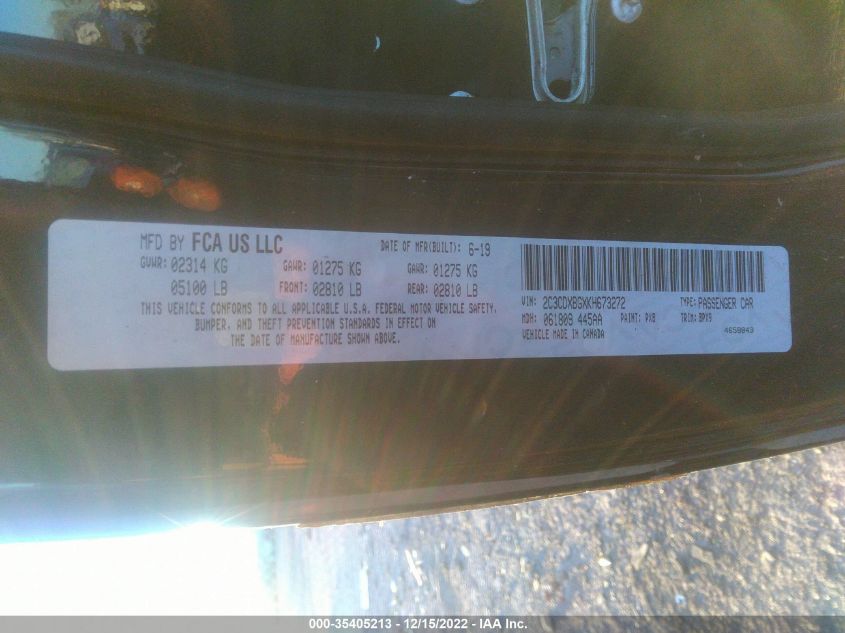 MFD BY FCA US LLC DATE OF MFR(BUILT): 6-19
GVWR: 02314 KG GAWR: 01275 KG GAWR: 01275 KG
05100 LB FRONT: 02810 LB REAR: 02810 LB
THIS VEHICLE CONFORMS TO ALL APPLICABLE U.S.A. FEDERAL MOTOR VEHICLE SAFETY,
BUMPER, AND THEFT PREVENTION STANDARDS IN EFFECT ON
THE DATE OF MANUFACTURE SHOWN ABOVE.
VIN: 2C3CDXBGXKH673272 TYPE: PASSENGER CAR
MDH: 061809 445AA PAINT: PX8 TRIM: BPX9
VEHICLE MADE IN CANADA 4658843
000-35405213 - 12/15/2022 - IAA Inc.